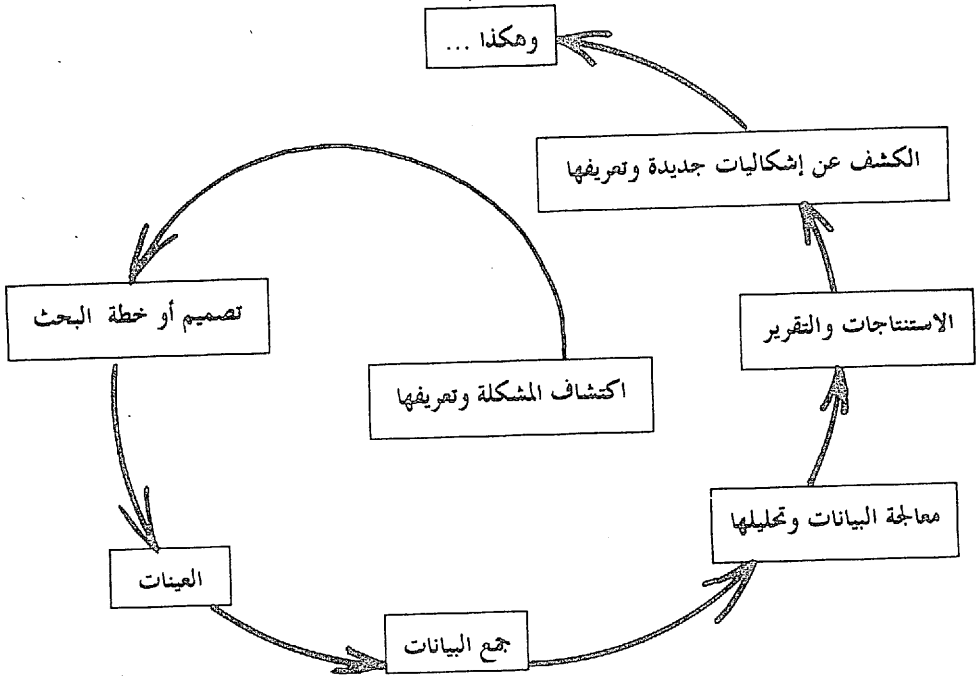 وهكذا ...
الكشف عن إشكاليات جديدة وتعريفها
تصميم أو خطة البحث
الاستنتاجات والتقرير
اكتشاف المشكلة وتعريفها
معالجة البيانات وتحليلها
العينات
جمع البيانات